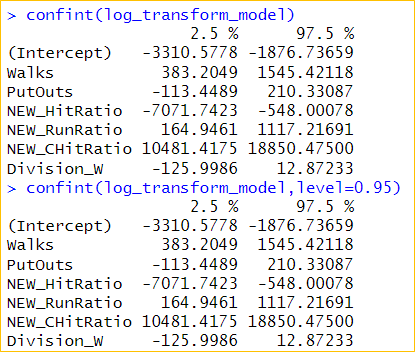 > confint(log_transform_model)
2.5 % 97.5 %
(Intercept) -3310.5778 -1876.73659
Walks 383.2049 1545.42118
PutOuts -113.4489 210.33087
NEW_HitRatio -7071.7423 -548.00078
NEW_RunRatio 164.9461 1117.21691
NEW_CHitRatio 10481.4175 18850.47500
Division_W -125.9986 12.87233
> confint(log_transform_model,level=0.95)
2.5 % 97.5 %
(Intercept) -3310.5778 -1876.73659
Walks 383.2049 1545.42118
PutOuts -113.4489 210.33087
NEW_HitRatio -7071.7423 -548.00078
NEW_RunRatio 164.9461 1117.21691
NEW_CHitRatio 10481.4175 18850.47500
Division_W -125.9986 12.87233